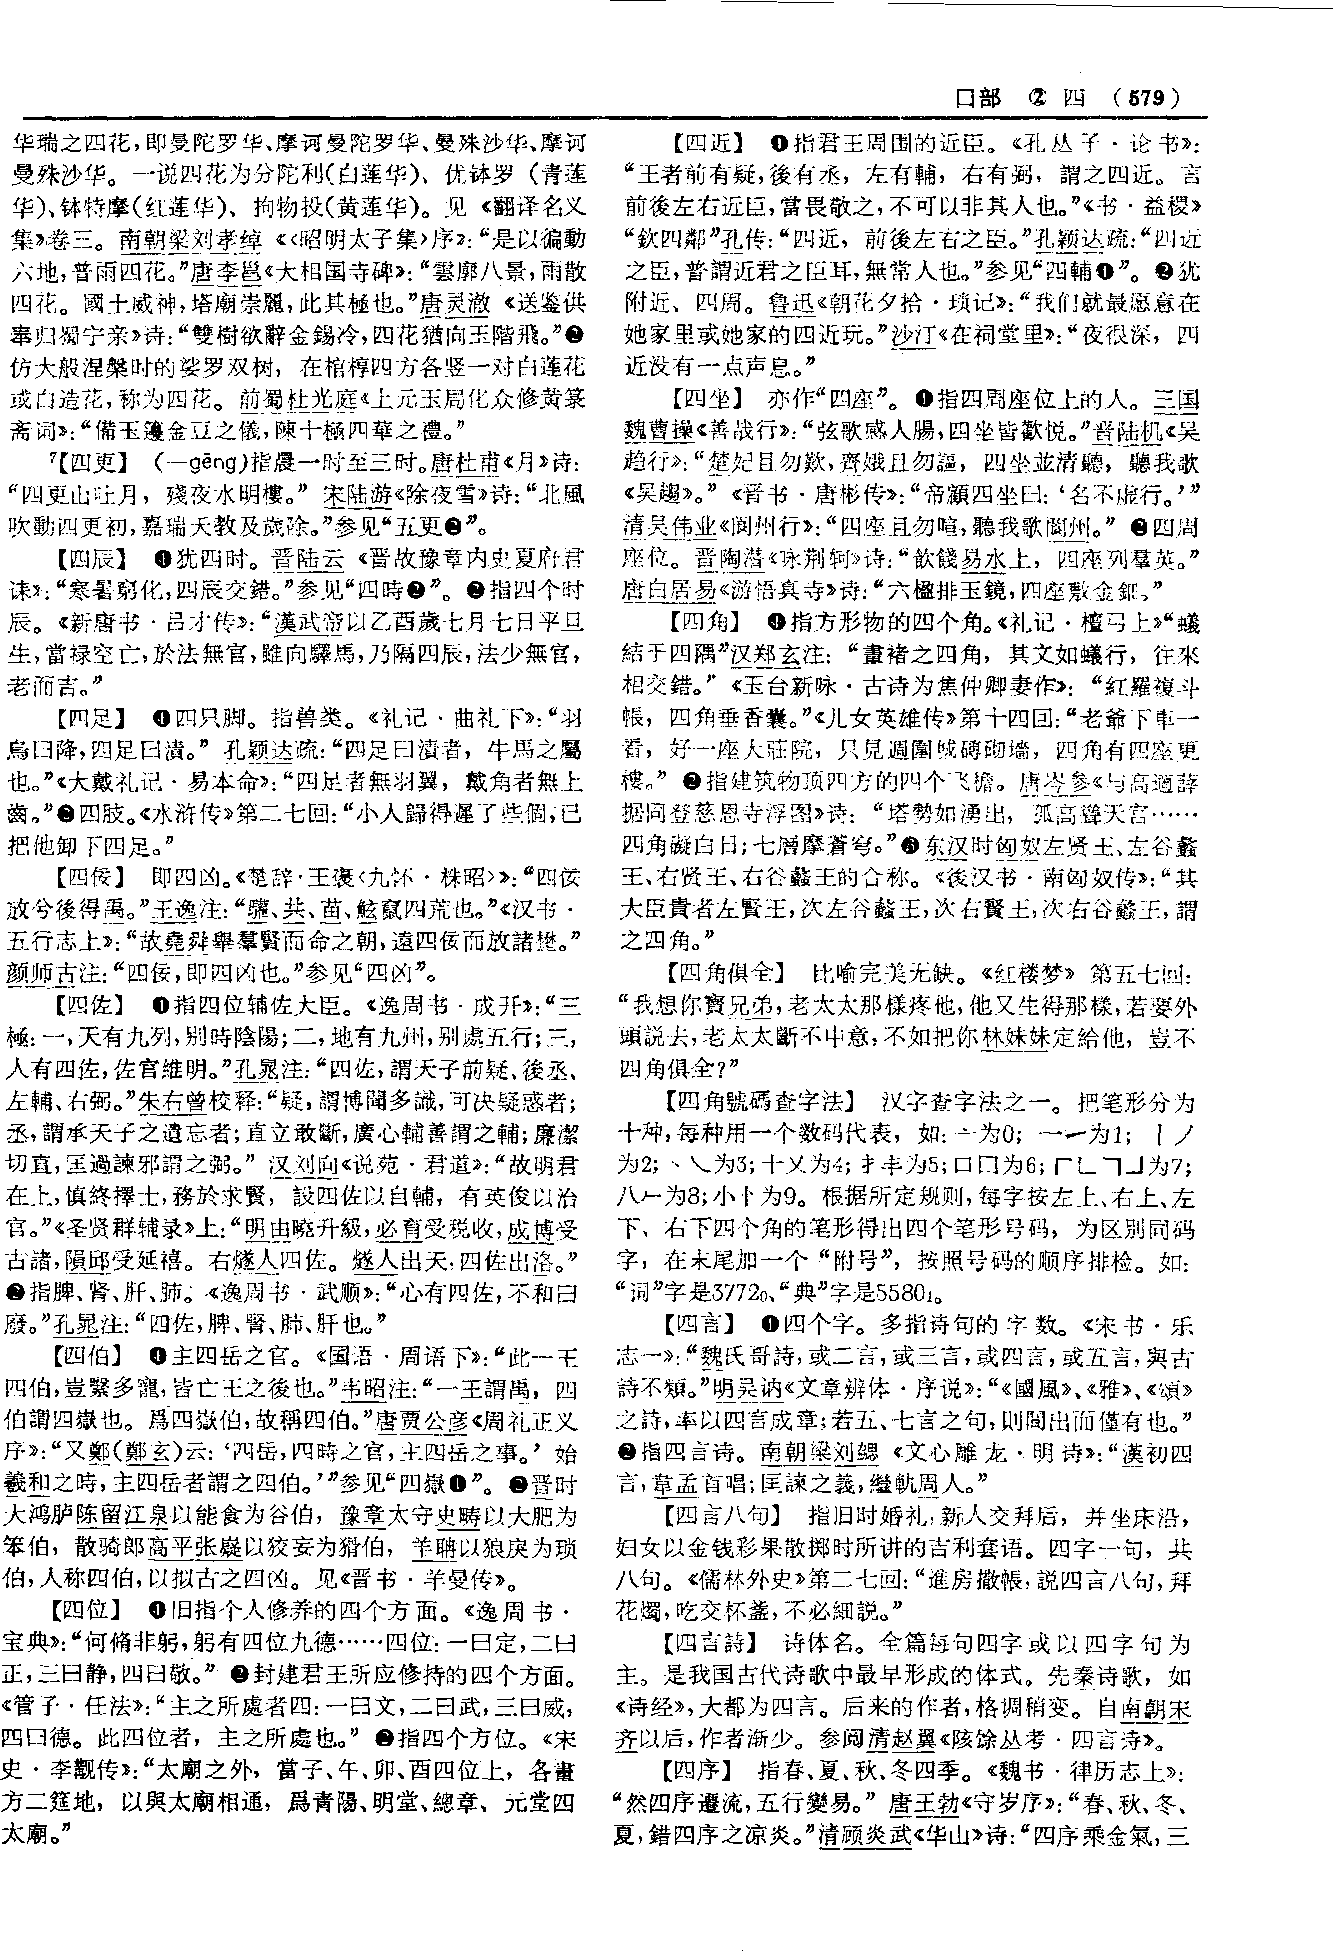 口部 ② 四 （579）
华瑞之四花，即曼陀罗华、摩诃曼陀罗华、曼殊沙华、摩诃
曼殊沙华。一说四花为分陀利（白莲华）、优钵罗（青莲
华）、钵特摩（红莲华）、拘物投（黄莲华）。见《翻译名义
集》卷三。南朝梁刘孝绰《〈昭明太子集〉序》：“是以徧動
六地，普雨四花。”唐李邕《大相国寺碑》：“雲廓八景，雨散
四花。國土威神，塔廟崇麗，此其極也。”唐灵澈《送鉴供
奉归蜀宁亲》诗：“雙樹欲辭金錫冷，四花猶向玉階飛。”❷
仿大般涅槃时的娑罗双树，在棺椁四方各竖一对白莲花
或白造花，称为四花。前蜀杜光庭《上元玉局化众修黄箓
斋词》：“備玉籩金豆之儀，陳十極四華之禮。”
【四更】（—gēng）指晨一时至三时。唐杜甫《月》诗：
“四更山吐月，殘夜水明樓。”宋陆游《除夜雪》诗：“北風
吹動四更初，嘉瑞天教及歲除。”参见“五更❷”。
【四辰】❶犹四时。晋陆云《晋故豫章内史夏府君
诔》：“寒暑窮化，四辰交錯。”参见“四時❷”。❷指四个时
辰。《新唐书·吕才传》：“漢武帝以乙酉歲七月七日平旦
生，當禄空亡，於法無官，雖向驛馬，乃隔四辰，法少無官，
老而吉。”
【四足】❶四只脚。指兽类。《礼记·曲礼下》：“羽
鳥曰降，四足曰漬。”孔颖达疏：“四足曰漬者，牛馬之屬
也。”《大戴礼记·易本命》：“四足者無羽翼，戴角者無上
齒。”❷四肢。《水浒传》第二七回：“小人歸得遲了些個，已
把他卸下四足。”
【四佞】即四凶。《楚辞·王褒〈九怀·株昭〉》：“四佞
放兮後得禹。”王逸注：“驩、共、苗、鮌竄四荒也。”《汉书·
五行志上》：“故堯舜舉羣賢而命之朝，遠四佞而放諸壄。”
颜师古注：“四佞，即四凶也。”参见“四凶”。
【四佐】❶指四位辅佐大臣。《逸周书·成开》：“三
極：一，天有九列，别時陰陽；二，地有九州，别處五行；三，
人有四佐，佐官維明。”孔晁注：“四佐，謂天子前疑、後丞、
左輔、右弼。”朱右曾校释：“疑，謂博聞多識，可决疑惑者；
丞，謂承天子之遺忘者；直立敢斷，廣心輔善謂之輔；廉潔
切直，匡過諫邪謂之弼。”汉刘向《说苑·君道》：“故明君
在上，慎終擇士，務於求賢，設四佐以自輔，有英俊以治
官。”《圣贤群辅录》上：“明由曉升級，必育受税收，成博受
古諸，隕邱受延禧。右燧人四佐。燧人出天，四佐出洛。”
❷指脾、肾、肝、肺。《逸周书·武顺》：“心有四佐，不和曰
廢。”孔晁注：“四佐，脾、腎、肺、肝也。”
【四伯】❶主四岳之官。《国语·周语下》：“此一王
四伯，豈繄多寵，皆亡王之後也。”韦昭注：“一王謂禹，四
伯謂四嶽也。爲四嶽伯，故稱四伯。”唐贾公彦《周礼正义
序》：“又鄭（鄭玄）云：‘四岳，四時之官，主四岳之事。’始
羲和之時，主四岳者謂之四伯。’”参见“四嶽❶”。❷晋时
大鸿胪陈留江泉以能食为谷伯，豫章太守史畴以大肥为
笨伯，散骑郎高平张嶷以狡妄为猾伯，羊聃以狼戾为琐
伯，人称四伯，以拟古之四凶。见《晋书·羊曼传》。
【四位】❶旧指个人修养的四个方面。《逸周书·
宝典》：“何脩非躬，躬有四位九德……四位：一曰定，二曰
正，三曰静，四曰敬。”❷封建君王所应修持的四个方面。
《管子·任法》：“主之所處者四：一曰文，二曰武，三曰威，
四曰德。此四位者，主之所處也。”❸指四个方位。《宋
史·李觏传》：“太廟之外，當子、午、卯、酉四位上，各畫
方二筵地，以與太廟相通，爲青陽、明堂、總章、元堂四
太廟。”
【四近】❶指君王周围的近臣。《孔丛子·论书》：
“王者前有疑，後有丞，左有輔，右有弼，謂之四近。言
前後左右近臣，當畏敬之，不可以非其人也。”《书·益稷》
“欽四鄰”孔传：“四近，前後左右之臣。”孔颖达疏：“四近
之臣，普謂近君之臣耳，無常人也。”参见“四輔❶”。❷犹
附近、四周。鲁迅《朝花夕拾·琐记》：“我们就最愿意在
她家里或她家的四近玩。”沙汀《在祠堂里》：“夜很深，四
近没有一点声息。”
【四坐】亦作“四座”。❶指四周座位上的人。三国
魏曹操《善战行》：“弦歌感人腸，四坐皆歡悦。”晋陆机《吴
趋行》：“楚妃且勿歎，齊娥且勿謳，四坐並清聽，聽我歌
《吴趨》。”《晋书·唐彬传》：“帝顧四坐曰：‘名不虚行。’”
清吴伟业《阆州行》：“四座且勿喧，聽我歌閬州。”❷四周
座位。晋陶潜《咏荆轲》诗：“飲餞易水上，四座列羣英。”
唐白居易《游悟真寺》诗：“六楹排玉鏡，四座敷金鈿。”
【四角】❶指方形物的四个角。《礼记·檀弓上》“蟻
結于四隅”汉郑玄注：“畫褚之四角，其文如蟻行，往來
相交錯。”《玉台新咏·古诗为焦仲卿妻作》：“紅羅複斗
帳，四角垂香囊。”《儿女英雄传》第十四回：“老爺下車一
看，好一座大莊院，只見週圍城磚砌墻，四角有四座更
樓。”❷指建筑物顶四方的四个飞檐。唐岑参《与高適薛
据同登慈恩寺浮图》诗：“塔勢如湧出，孤高聳天宫……
四角礙白日；七層摩蒼穹。”❸东汉时匈奴左贤王、左谷蠡
王、右贤王、右谷蠡王的合称。《後汉书·南匈奴传》：“其
大臣貴者左賢王，次左谷蠡王，次右賢王，次右谷蠡王，謂
之四角。”
【四角俱全】比喻完美无缺。《红楼梦》第五七回：
“我想你寶兄弟，老太太那樣疼他，他又生得那樣，若要外
頭説去，老太太斷不中意，不如把你林妹妹定給他，豈不
四角俱全？”
【四角號碼查字法】汉字查字法之一。把笔形分为
十种，每种用一个数码代表，如：亠为0；一㇀为1；丨丿
为2；丶㇏为3；十乂为4；扌丰为5；口囗为6；𠃍乚㇆亅为7；
八𠂉为8；小忄为9。根据所定规则，每字按左上、右上、左
下、右下四个角的笔形得出四个笔形号码，为区别同码
字，在末尾加一个“附号”，按照号码的顺序排检。如：
“词”字是3772₀、“典”字是5580₁。
【四言】❶四个字。多指诗句的字数。《宋书·乐
志一》：“魏氏哥詩，或二言，或三言，或四言，或五言，與古
詩不類。”明吴讷《文章辨体·序说》：“《國風》、《雅》、《頌》
之詩，率以四言成章；若五、七言之句，則間出而僅有也。”
❷指四言诗。南朝梁刘勰《文心雕龙·明诗》：“漢初四
言，韋孟首唱；匡諫之義，繼軌周人。”
【四言八句】指旧时婚礼，新人交拜后，并坐床沿，
妇女以金钱彩果散掷时所讲的吉利套语。四字一句，共
八句。《儒林外史》第二七回：“進房撒帳，説四言八句，拜
花燭，吃交杯盞，不必細説。”
【四言詩】诗体名。全篇每句四字或以四字句为
主。是我国古代诗歌中最早形成的体式。先秦诗歌，如
《诗经》，大都为四言。后来的作者，格调稍变。自南朝宋
齐以后，作者渐少。参阅清赵翼《陔馀丛考·四言诗》。
【四序】指春、夏、秋、冬四季。《魏书·律历志上》：
“然四序遷流，五行變易。”唐王勃《守岁序》：“春、秋、冬、
夏，錯四序之凉炎。”清顾炎武《华山》诗：“四序乘金氣，三